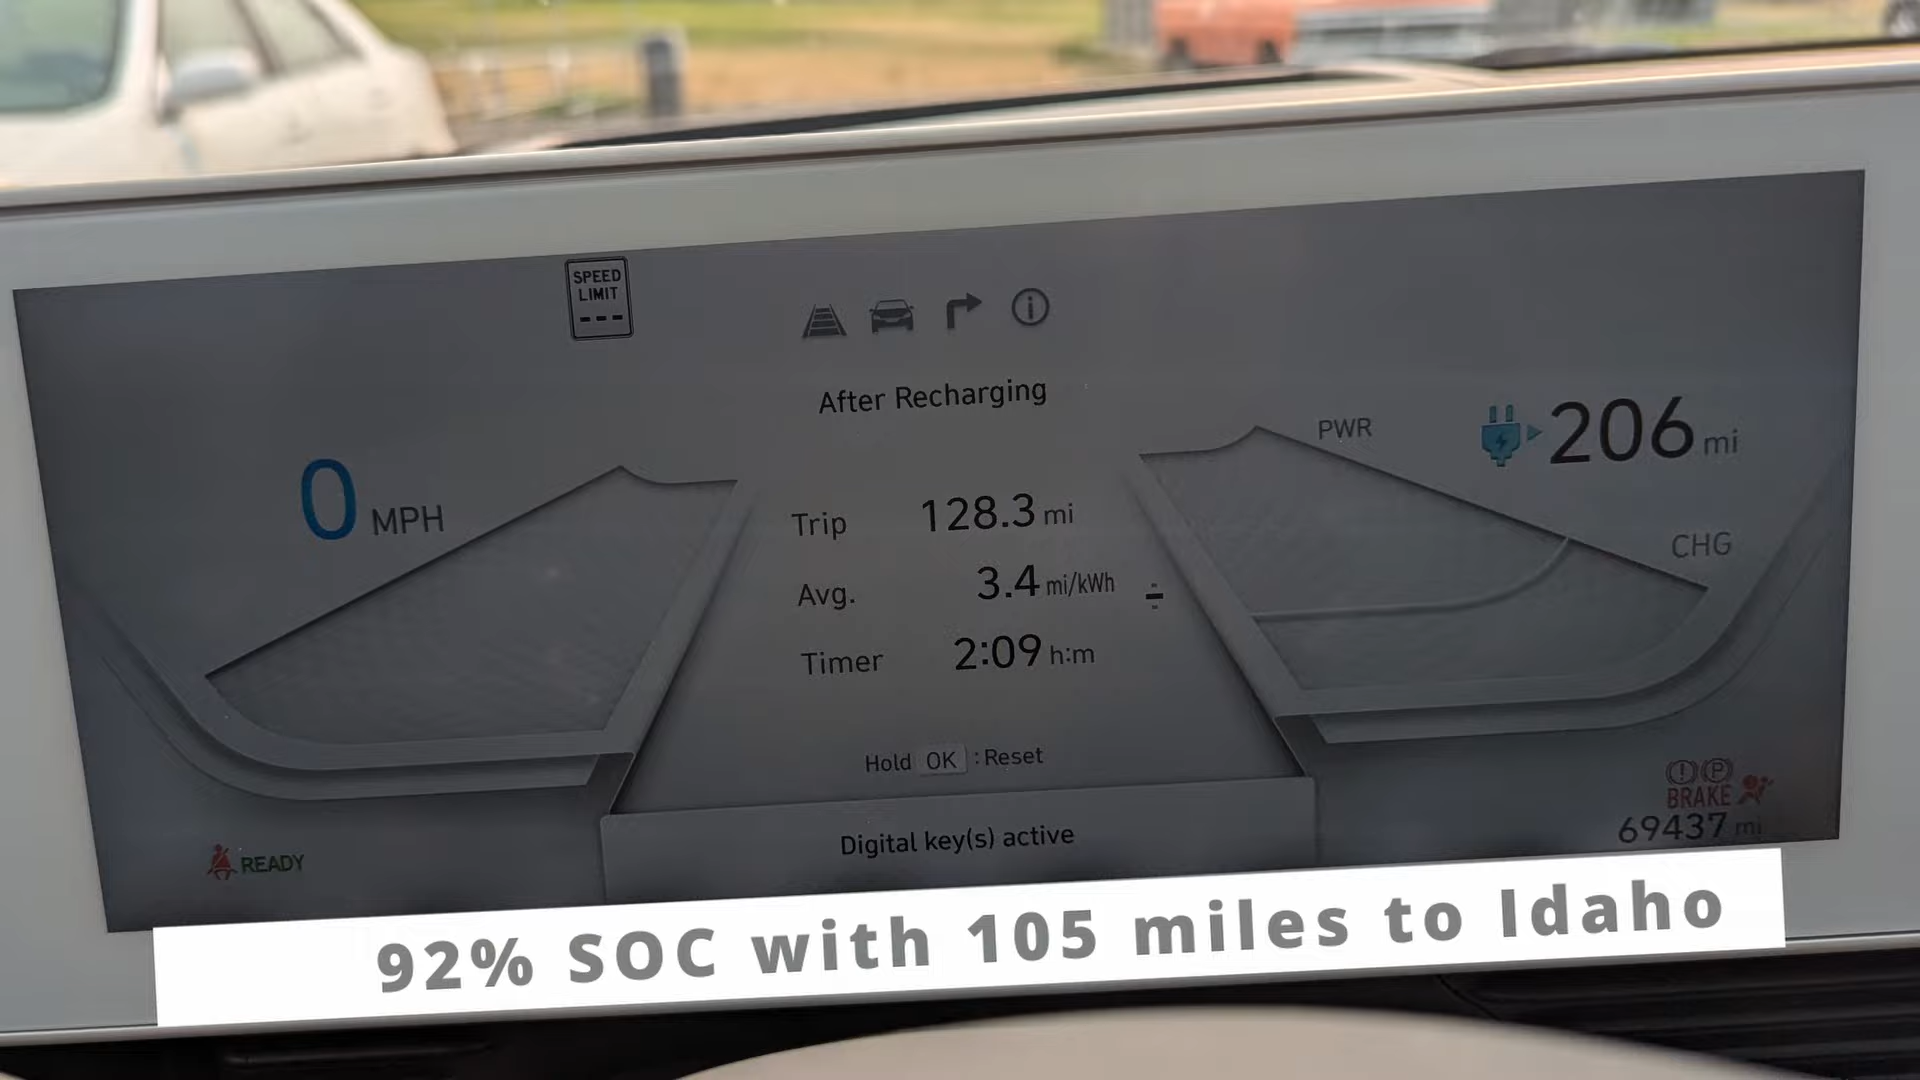 SPEED
LIMIT
---
After Recharging
0 MPH
PWR
206 mi
CHG
Trip 128.3 mi
Avg. 3.4 mi/kWh
Timer 2:09 h:m
Hold OK : Reset
Digital key(s) active
READY
BRAKE
69437 mi
92% SOC with 105 miles to Idaho